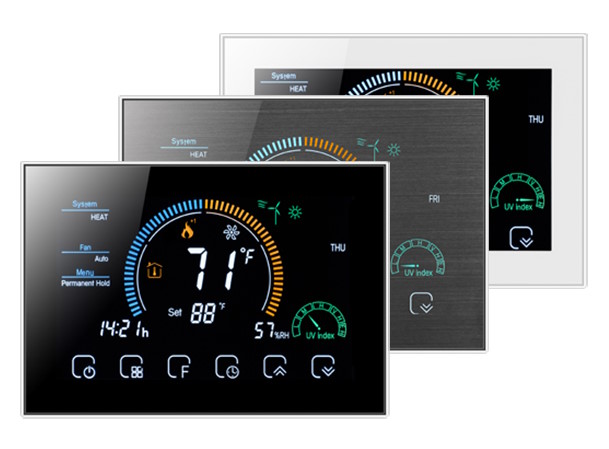 System
HEAT
THU
UV index
System
HEAT
FRI
UV index
System
HEAT
Fan
Auto
Menu
Permanent Hold
71°F
Set 88°F
THU
14:21h
57%RH
UV index
F